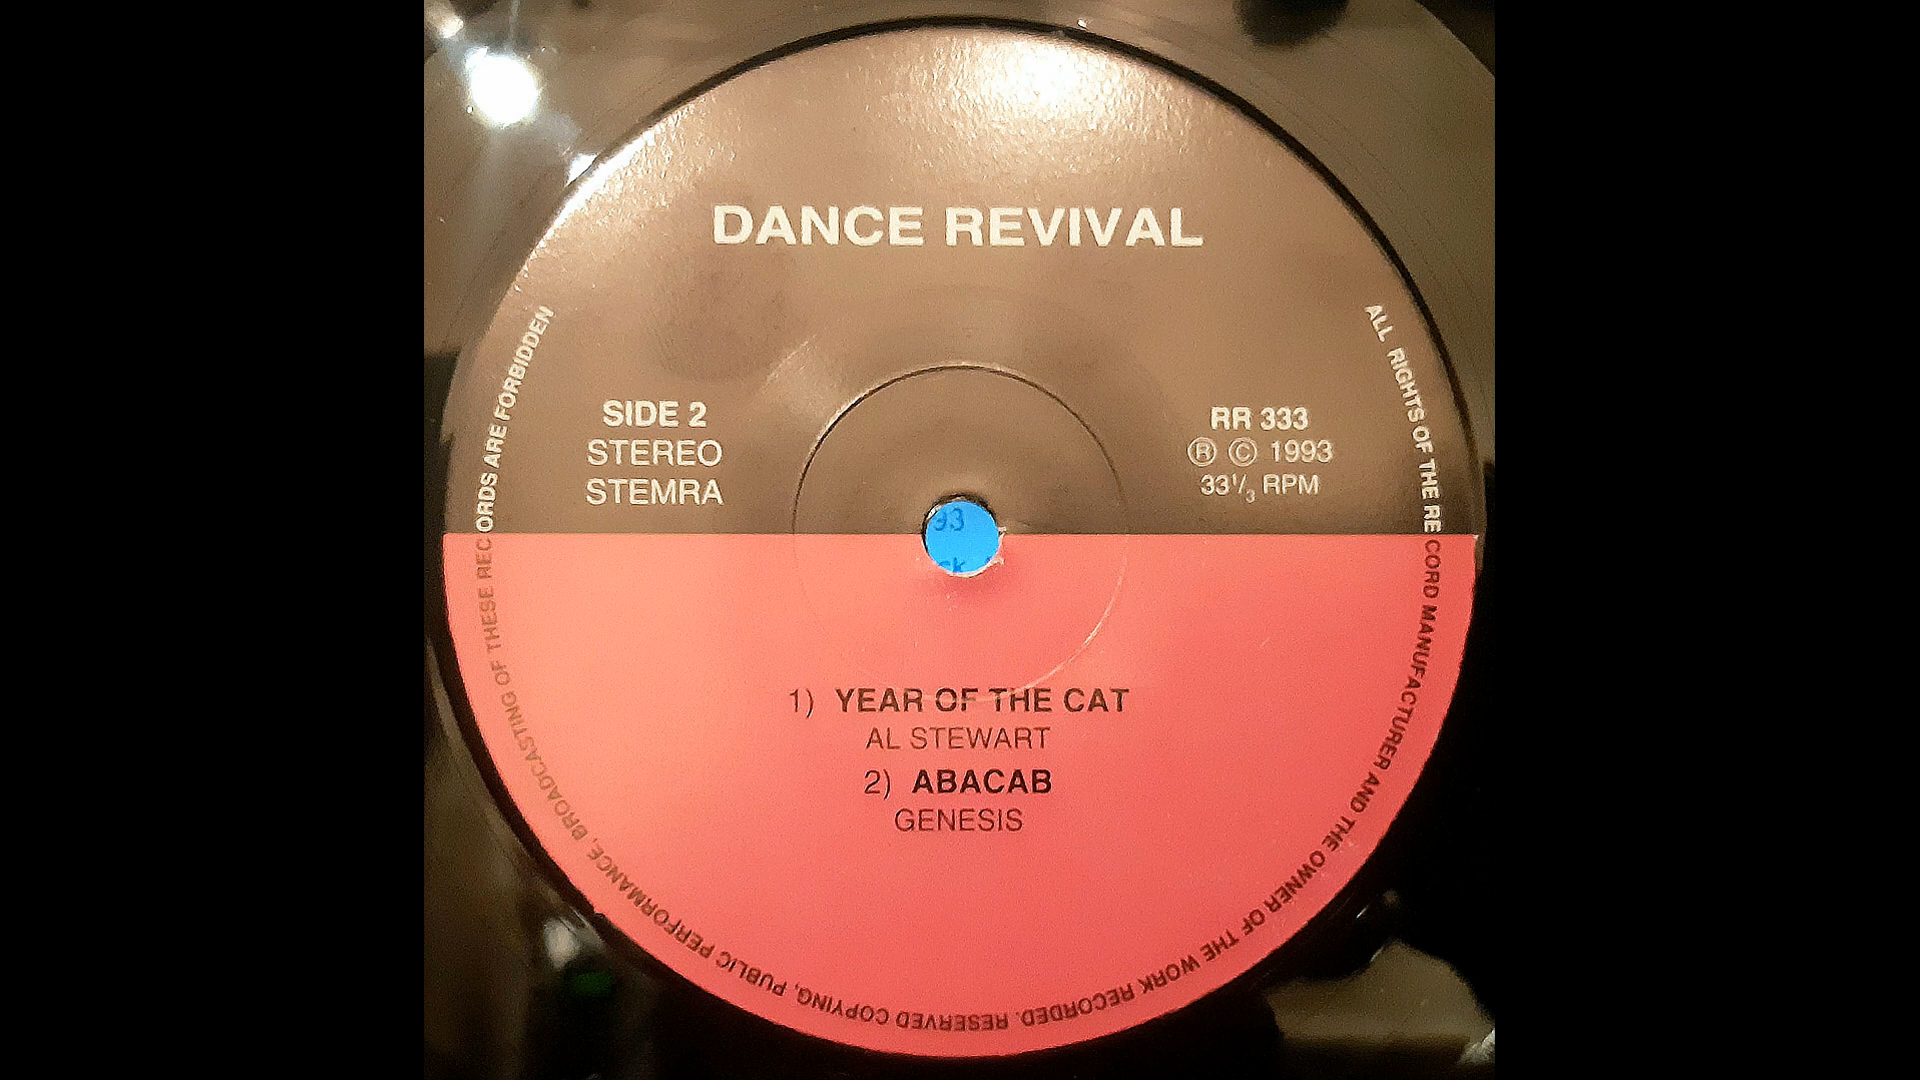 DANCE REVIVAL
SIDE 2
STEREO
STEMRA
RR 333
Ⓡ Ⓒ 1993
33⅓ RPM
93
ck
1) YEAR OF THE CAT
AL STEWART
2) ABACAB
GENESIS
ALL RIGHTS OF THE RECORD MANUFACTURER AND THE OWNER OF THE WORK RECORDED. RESERVED COPYING, PUBLIC PERFORMANCE, BROADCASTING OF THESE RECORDS ARE FORBIDDEN